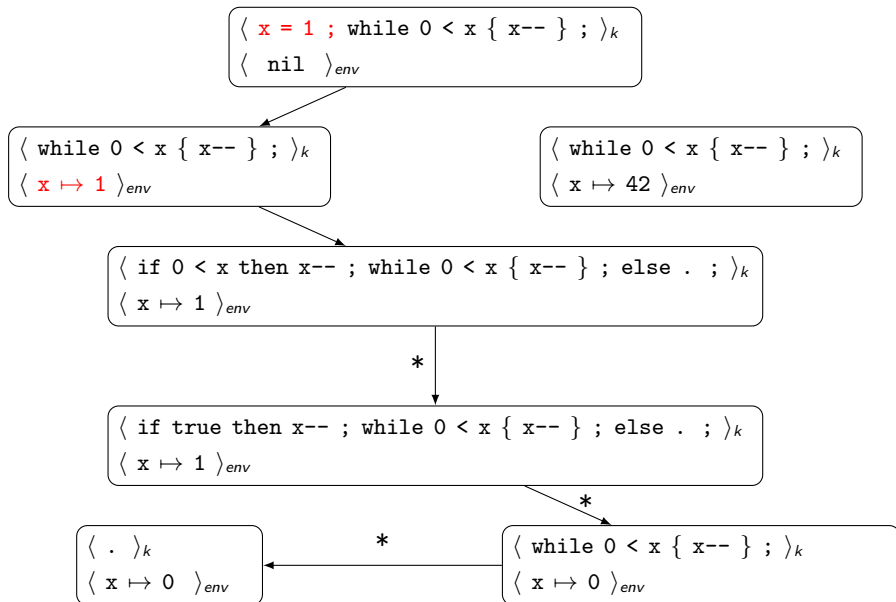 ⟨ x = 1 ; while 0 < x { x-- } ; ⟩k
⟨ nil ⟩env
⟨ while 0 < x { x-- } ; ⟩k
⟨ x ↦ 1 ⟩env
⟨ while 0 < x { x-- } ; ⟩k
⟨ x ↦ 42 ⟩env
⟨ if 0 < x then x-- ; while 0 < x { x-- } ; else . ; ⟩k
⟨ x ↦ 1 ⟩env
*
⟨ if true then x-- ; while 0 < x { x-- } ; else . ; ⟩k
⟨ x ↦ 1 ⟩env
*
⟨ while 0 < x { x-- } ; ⟩k
⟨ x ↦ 0 ⟩env
*
⟨ . ⟩k
⟨ x ↦ 0 ⟩env